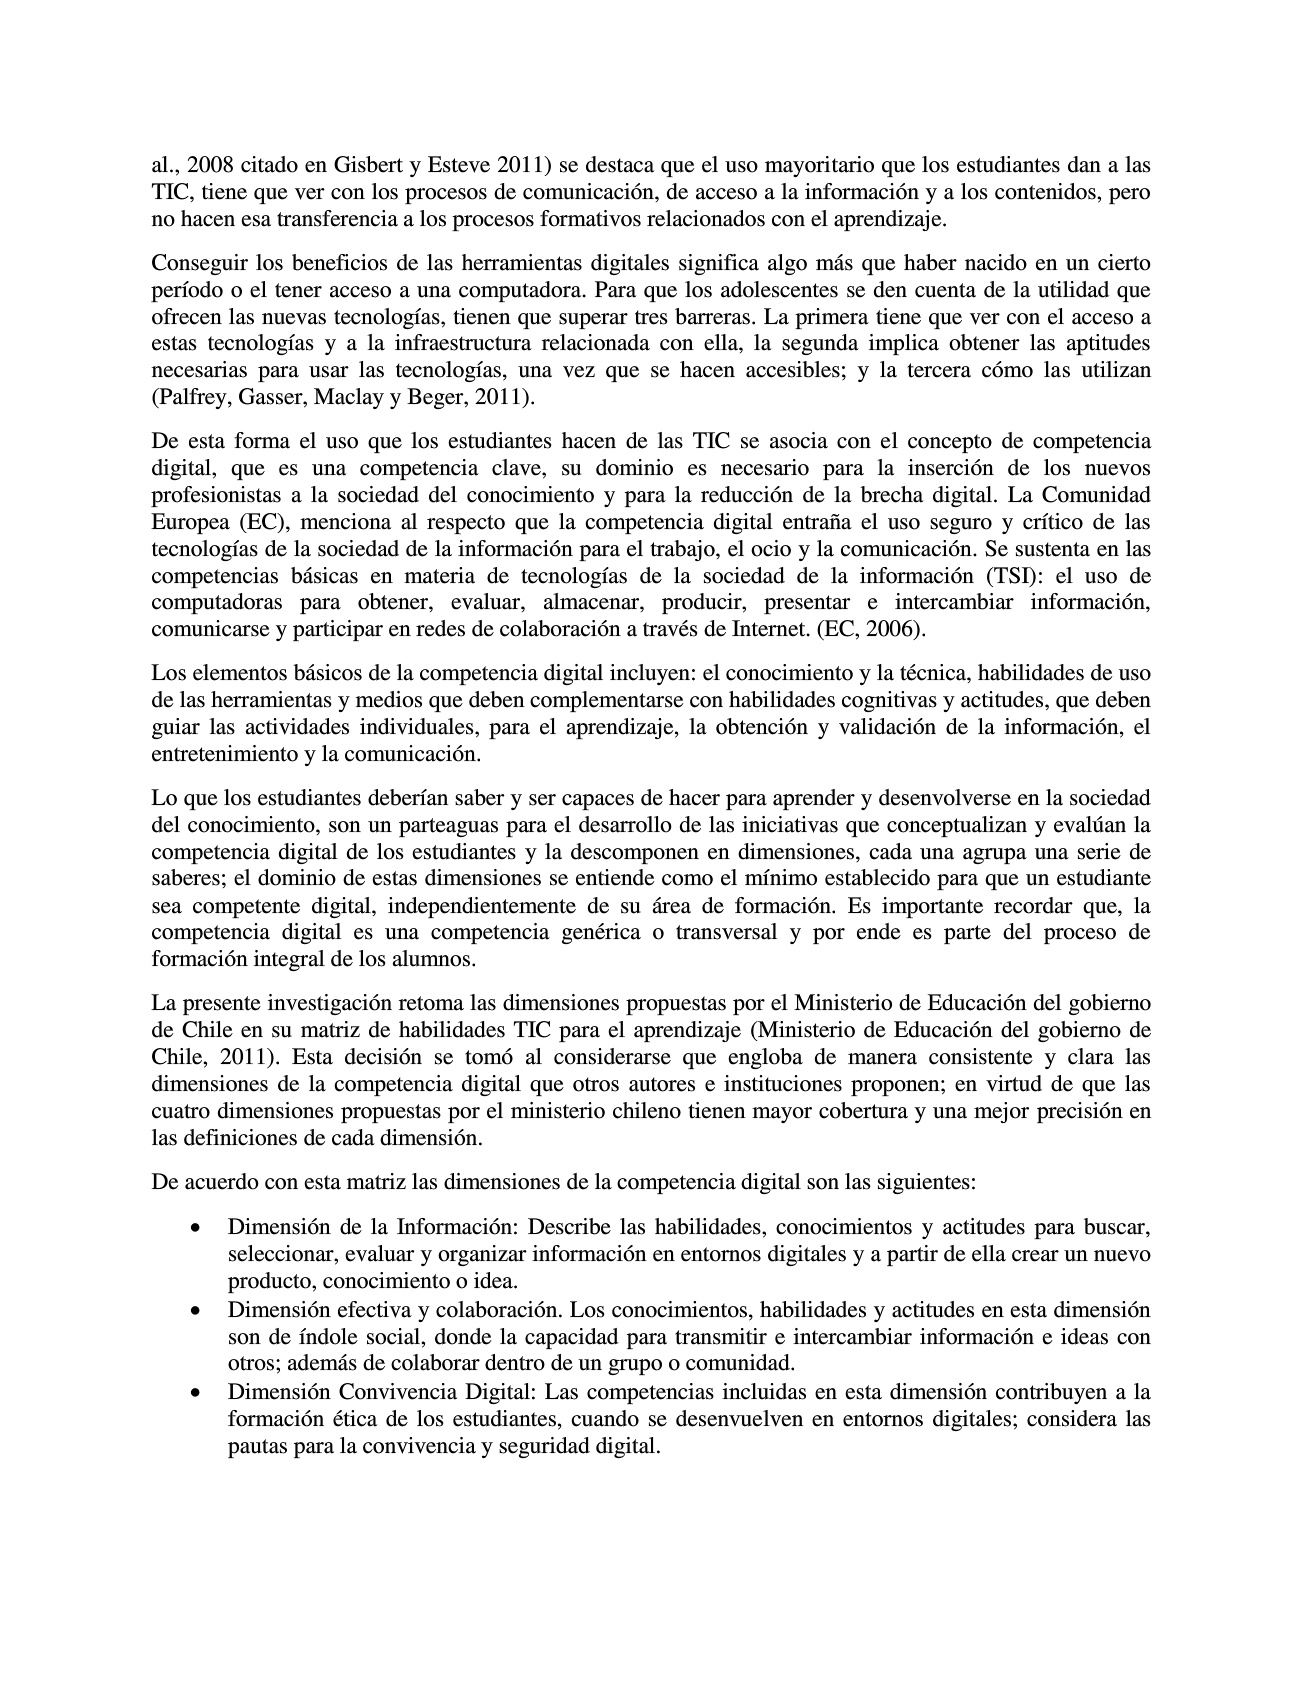 al., 2008 citado en Gisbert y Esteve 2011) se destaca que el uso mayoritario que los estudiantes dan a las
TIC, tiene que ver con los procesos de comunicación, de acceso a la información y a los contenidos, pero
no hacen esa transferencia a los procesos formativos relacionados con el aprendizaje.
Conseguir los beneficios de las herramientas digitales significa algo más que haber nacido en un cierto
período o el tener acceso a una computadora. Para que los adolescentes se den cuenta de la utilidad que
ofrecen las nuevas tecnologías, tienen que superar tres barreras. La primera tiene que ver con el acceso a
estas tecnologías y a la infraestructura relacionada con ella, la segunda implica obtener las aptitudes
necesarias para usar las tecnologías, una vez que se hacen accesibles; y la tercera cómo las utilizan
(Palfrey, Gasser, Maclay y Beger, 2011).
De esta forma el uso que los estudiantes hacen de las TIC se asocia con el concepto de competencia
digital, que es una competencia clave, su dominio es necesario para la inserción de los nuevos
profesionistas a la sociedad del conocimiento y para la reducción de la brecha digital. La Comunidad
Europea (EC), menciona al respecto que la competencia digital entraña el uso seguro y crítico de las
tecnologías de la sociedad de la información para el trabajo, el ocio y la comunicación. Se sustenta en las
competencias básicas en materia de tecnologías de la sociedad de la información (TSI): el uso de
computadoras para obtener, evaluar, almacenar, producir, presentar e intercambiar información,
comunicarse y participar en redes de colaboración a través de Internet. (EC, 2006).
Los elementos básicos de la competencia digital incluyen: el conocimiento y la técnica, habilidades de uso
de las herramientas y medios que deben complementarse con habilidades cognitivas y actitudes, que deben
guiar las actividades individuales, para el aprendizaje, la obtención y validación de la información, el
entretenimiento y la comunicación.
Lo que los estudiantes deberían saber y ser capaces de hacer para aprender y desenvolverse en la sociedad
del conocimiento, son un parteaguas para el desarrollo de las iniciativas que conceptualizan y evalúan la
competencia digital de los estudiantes y la descomponen en dimensiones, cada una agrupa una serie de
saberes; el dominio de estas dimensiones se entiende como el mínimo establecido para que un estudiante
sea competente digital, independientemente de su área de formación. Es importante recordar que, la
competencia digital es una competencia genérica o transversal y por ende es parte del proceso de
formación integral de los alumnos.
La presente investigación retoma las dimensiones propuestas por el Ministerio de Educación del gobierno
de Chile en su matriz de habilidades TIC para el aprendizaje (Ministerio de Educación del gobierno de
Chile, 2011). Esta decisión se tomó al considerarse que engloba de manera consistente y clara las
dimensiones de la competencia digital que otros autores e instituciones proponen; en virtud de que las
cuatro dimensiones propuestas por el ministerio chileno tienen mayor cobertura y una mejor precisión en
las definiciones de cada dimensión.
De acuerdo con esta matriz las dimensiones de la competencia digital son las siguientes:
• Dimensión de la Información: Describe las habilidades, conocimientos y actitudes para buscar,
seleccionar, evaluar y organizar información en entornos digitales y a partir de ella crear un nuevo
producto, conocimiento o idea.
• Dimensión efectiva y colaboración. Los conocimientos, habilidades y actitudes en esta dimensión
son de índole social, donde la capacidad para transmitir e intercambiar información e ideas con
otros; además de colaborar dentro de un grupo o comunidad.
• Dimensión Convivencia Digital: Las competencias incluidas en esta dimensión contribuyen a la
formación ética de los estudiantes, cuando se desenvuelven en entornos digitales; considera las
pautas para la convivencia y seguridad digital.